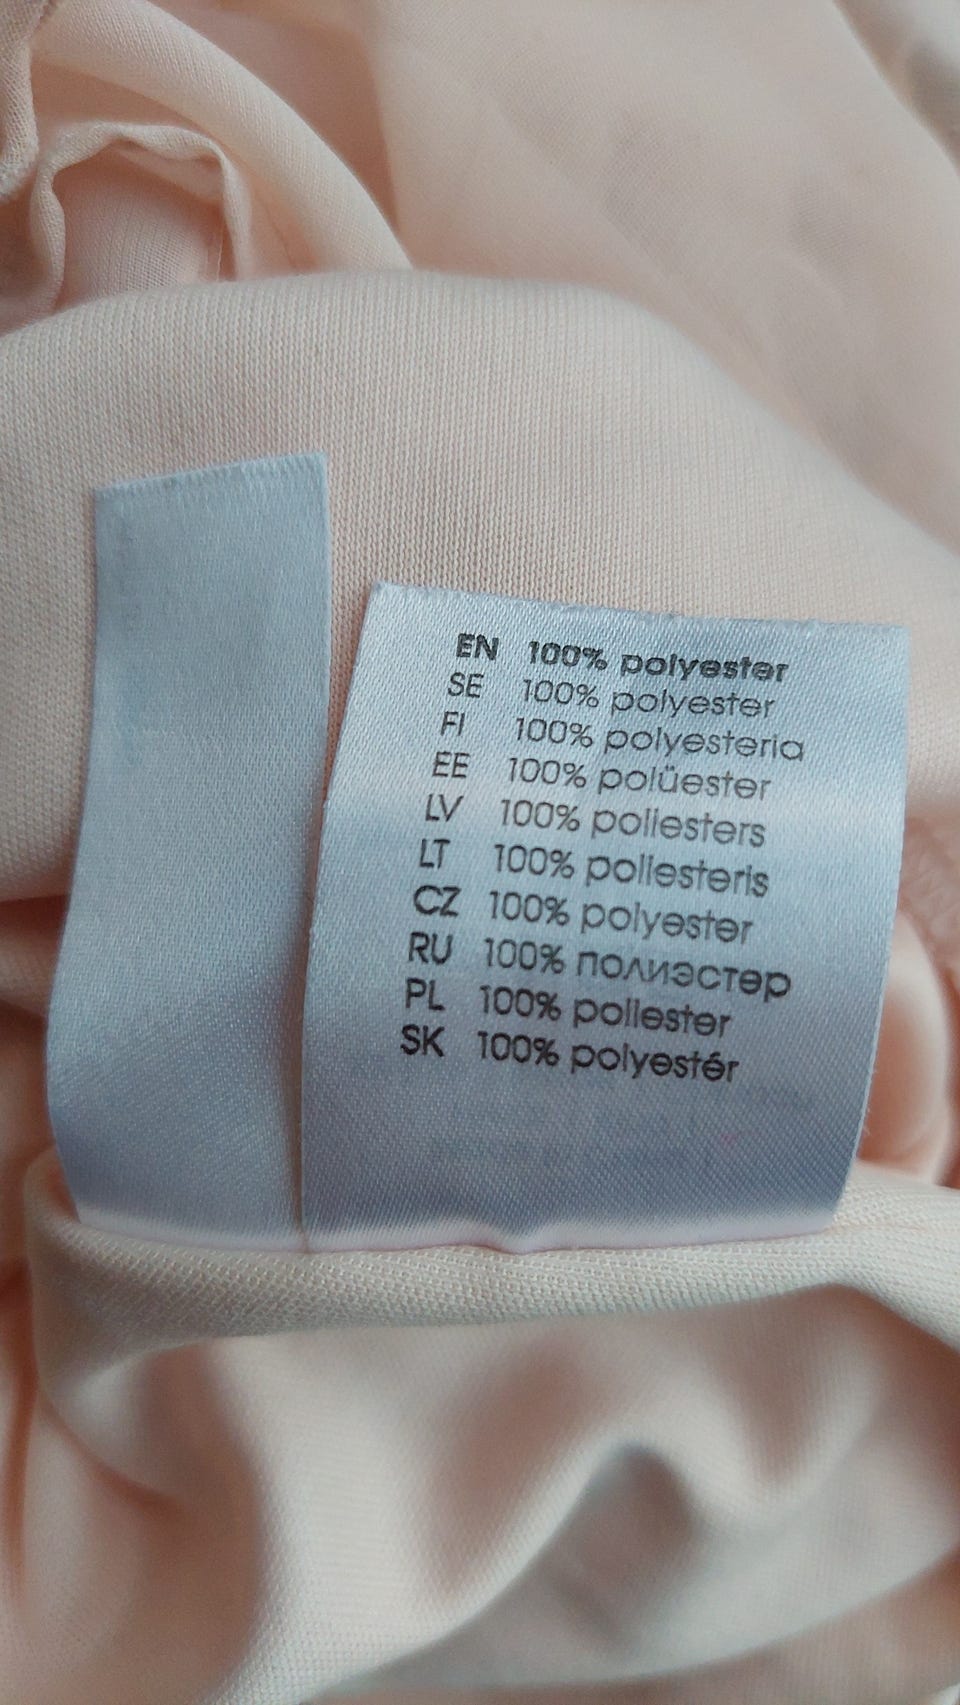 EN 100% polyester
SE 100% polyester
FI 100% polyesteria
EE 100% polüester
LV 100% poliesters
LT 100% poliesteris
CZ 100% polyester
RU 100% полиэстер
PL 100% poliester
SK 100% polyestér